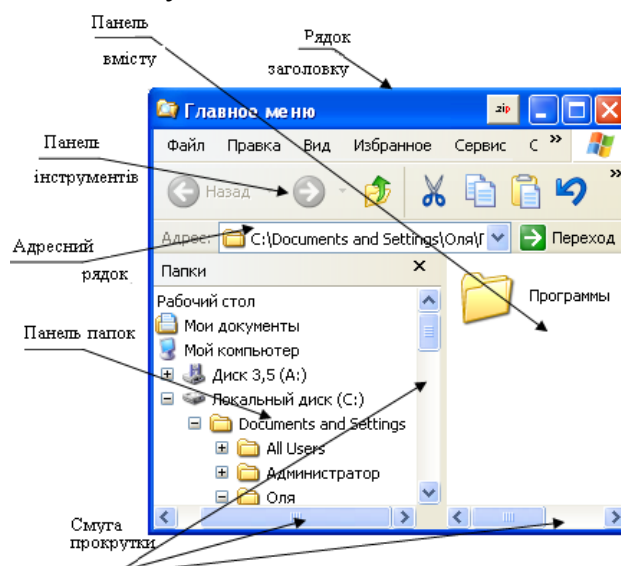 Панель
вмісту
Рядок
заголовку
Главное меню
.zip
Панель
інструментів
Файл Правка Вид Избранное Сервис С »
Назад »
Адресний
рядок
Адрес: C:\Documents and Settings\Оля\Г Переход
Папки ×
Рабочий стол
Программы
Панель папок
Мои документы
Мой компьютер
Диск 3,5 (A:)
Локальный диск (C:)
Documents and Settings
All Users
Администратор
Оля
Смуга
прокрутки